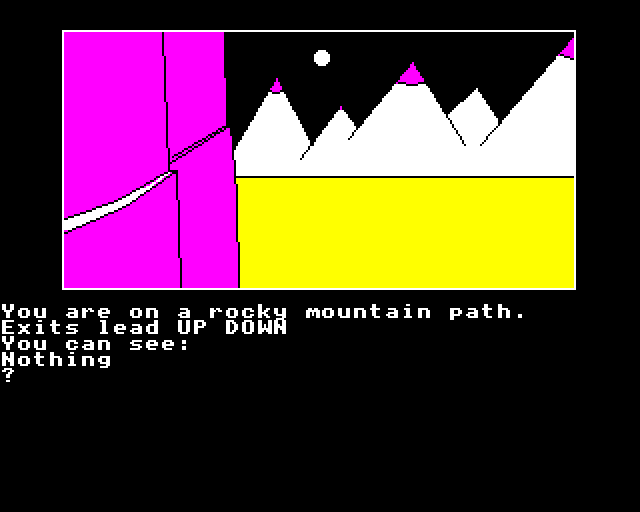 You are on a rocky mountain path.
Exits lead UP DOWN
You can see:
Nothing
?